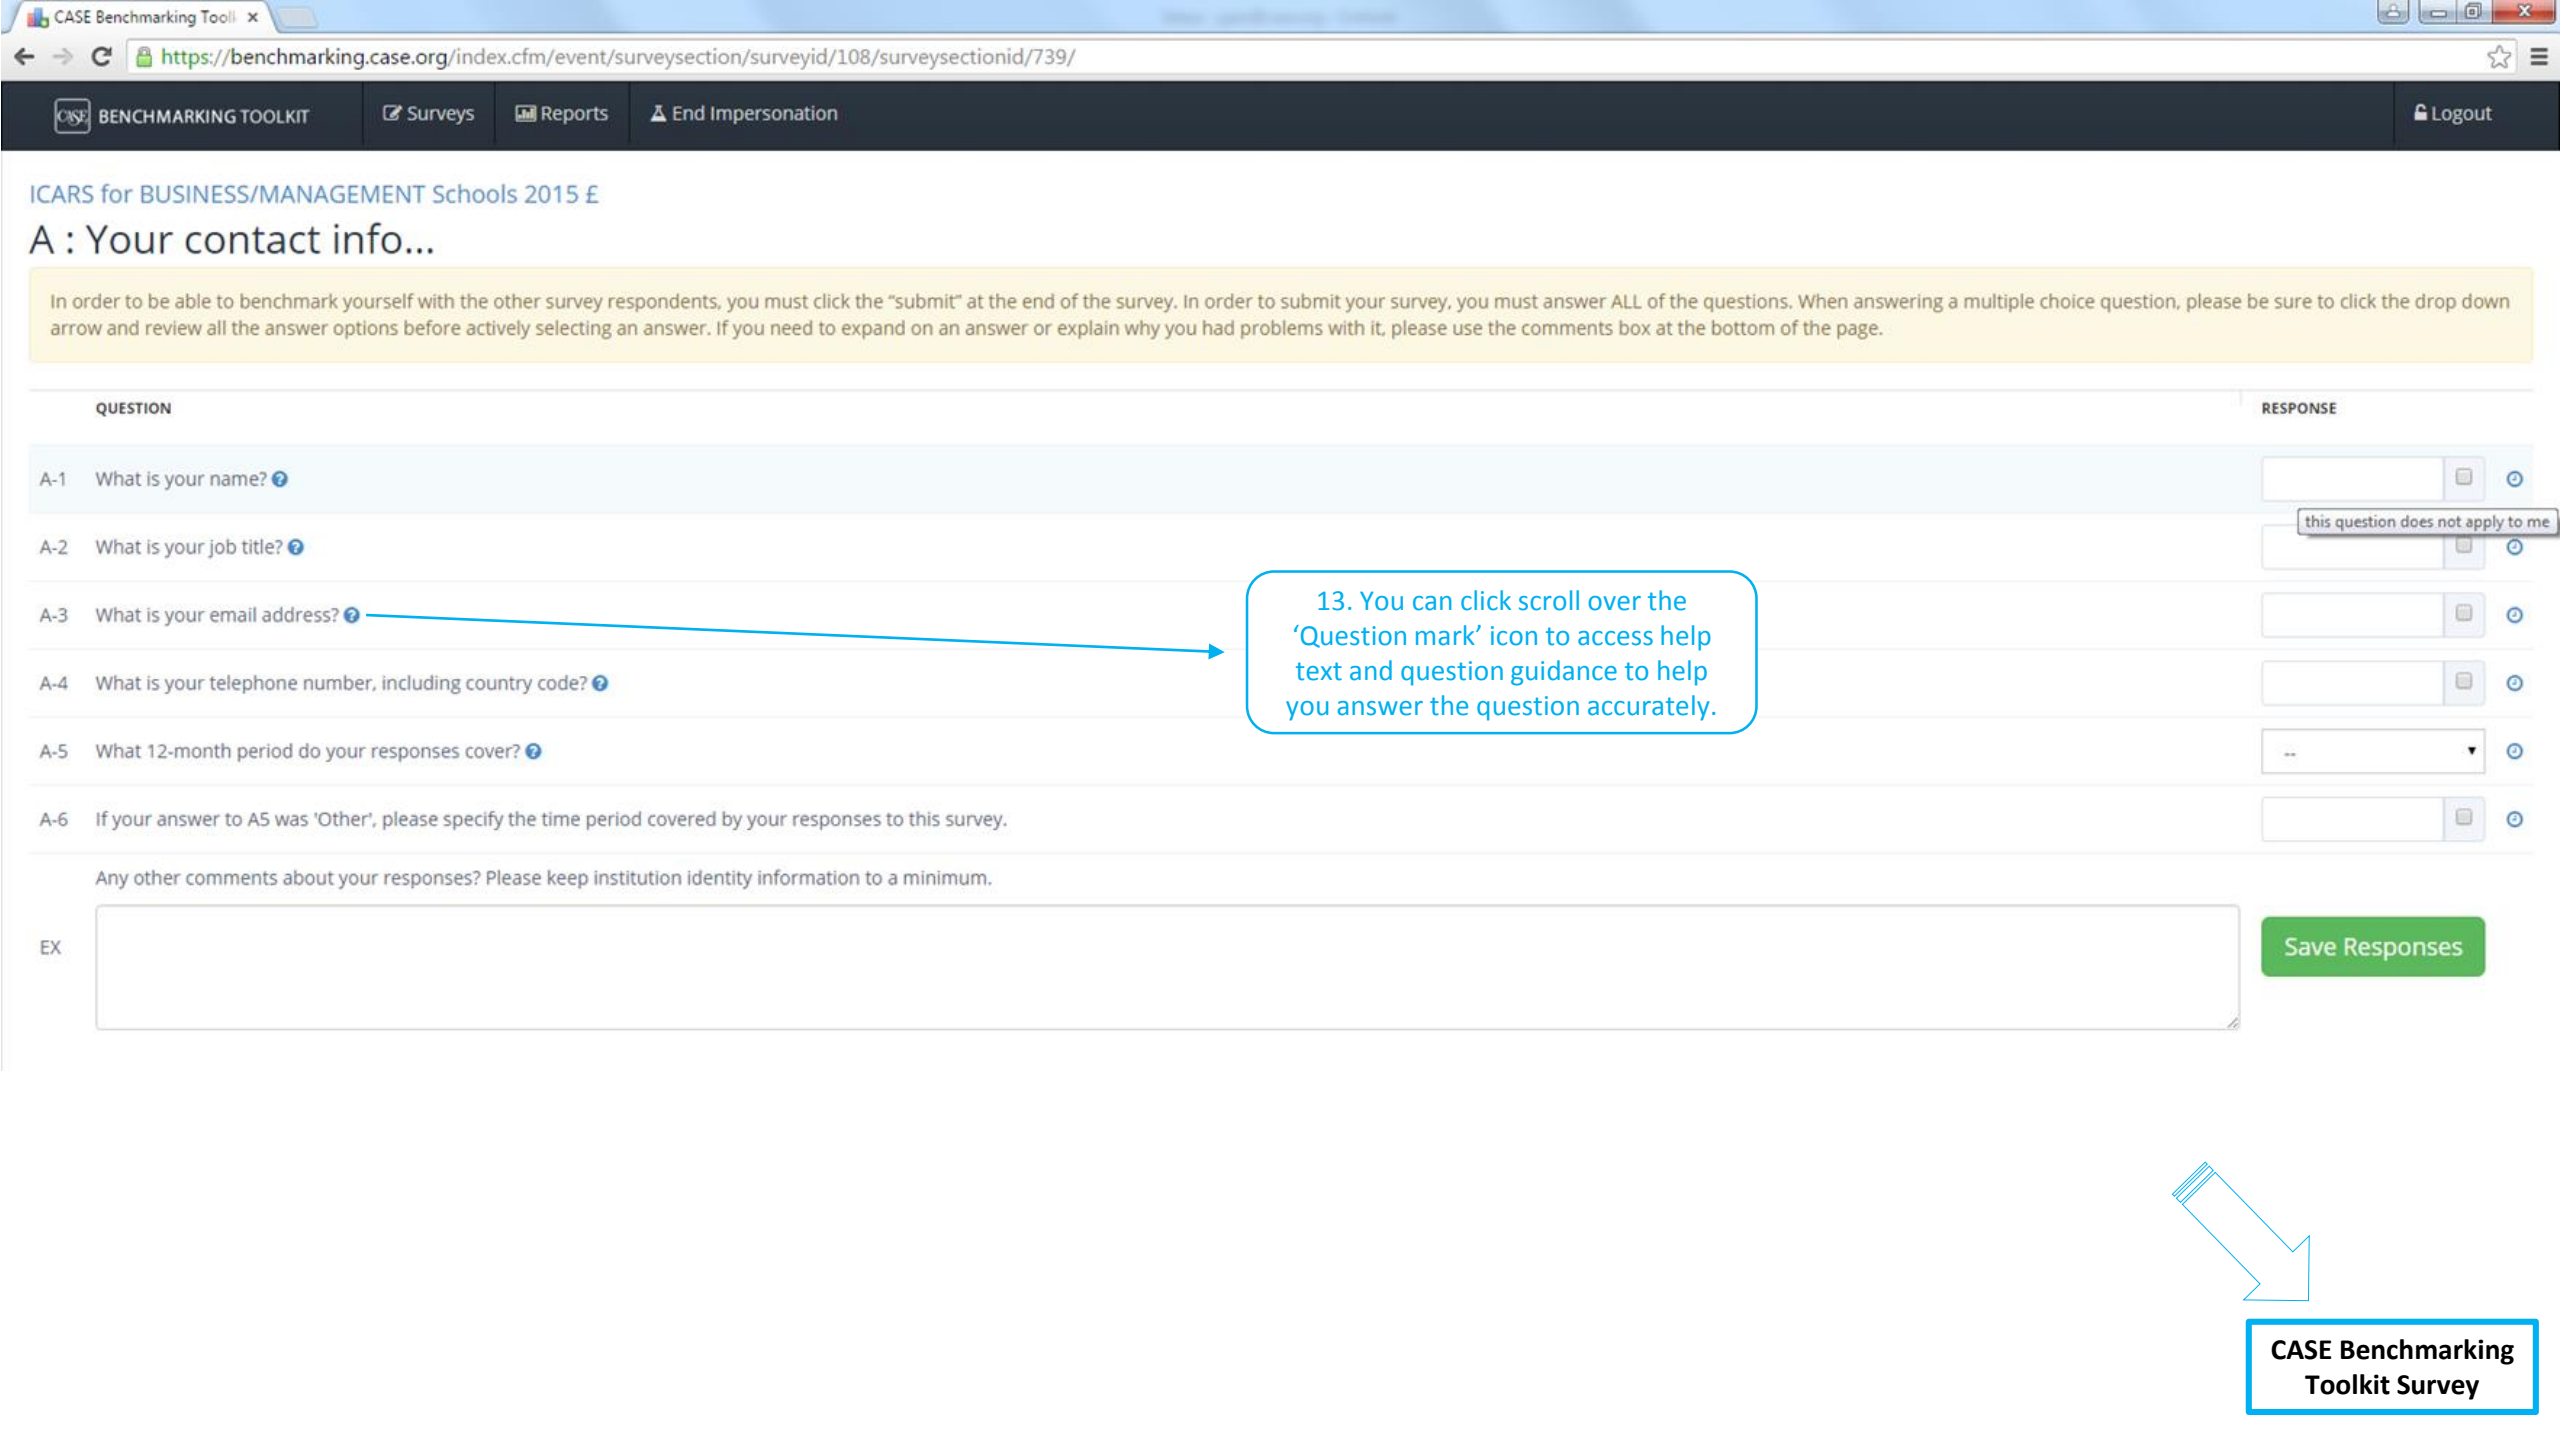 CASE Benchmarking Tool
https://benchmarking.case.org/index.cfm/event/surveysection/surveyid/108/surveysectionid/739/
CASE BENCHMARKING TOOLKIT Surveys Reports End Impersonation Logout
ICARS for BUSINESS/MANAGEMENT Schools 2015 £
A : Your contact info...
In order to be able to benchmark yourself with the other survey respondents, you must click the “submit” at the end of the survey. In order to submit your survey, you must answer ALL of the questions. When answering a multiple choice question, please be sure to click the drop down
arrow and review all the answer options before actively selecting an answer. If you need to expand on an answer or explain why you had problems with it, please use the comments box at the bottom of the page.
QUESTION RESPONSE
A-1 What is your name?
this question does not apply to me
A-2 What is your job title?
A-3 What is your email address?
13. You can click scroll over the
‘Question mark’ icon to access help
text and question guidance to help
you answer the question accurately.
A-4 What is your telephone number, including country code?
A-5 What 12-month period do your responses cover? --
A-6 If your answer to A5 was 'Other', please specify the time period covered by your responses to this survey.
Any other comments about your responses? Please keep institution identity information to a minimum.
EX
Save Responses
CASE Benchmarking
Toolkit Survey